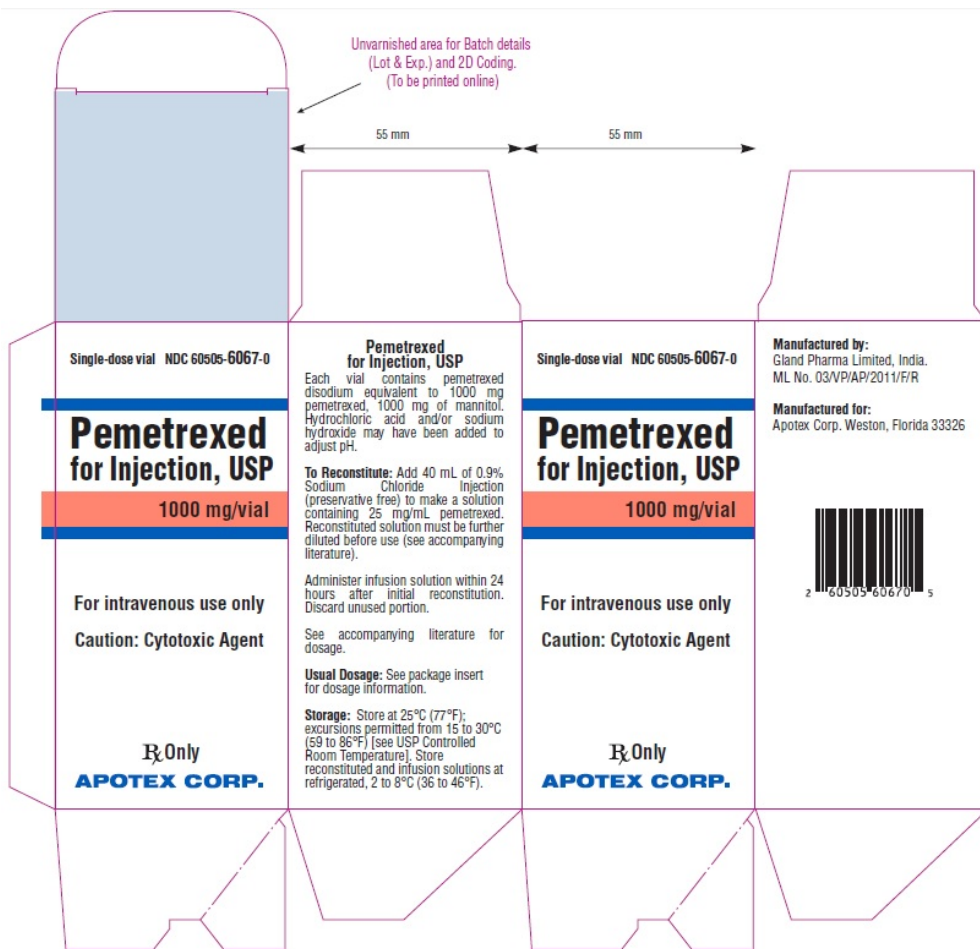 Unvarnished area for Batch details
(Lot & Exp.) and 2D Coding.
(To be printed online)
55 mm
55 mm
Single-dose vial NDC 60505-6067-0
Pemetrexed
for Injection, USP
1000 mg/vial
For intravenous use only
Caution: Cytotoxic Agent
Rx Only
APOTEX CORP.
Pemetrexed
for Injection, USP
Each vial contains pemetrexed
disodium equivalent to 1000 mg
pemetrexed, 1000 mg of mannitol.
Hydrochloric acid and/or sodium
hydroxide may have been added to
adjust pH.
To Reconstitute: Add 40 mL of 0.9%
Sodium Chloride Injection
(preservative free) to make a solution
containing 25 mg/mL pemetrexed.
Reconstituted solution must be further
diluted before use (see accompanying
literature).
Administer infusion solution within 24
hours after initial reconstitution.
Discard unused portion.
See accompanying literature for
dosage.
Usual Dosage: See package insert
for dosage information.
Storage: Store at 25°C (77°F);
excursions permitted from 15 to 30°C
(59 to 86°F) [see USP Controlled
Room Temperature]. Store
reconstituted and infusion solutions at
refrigerated, 2 to 8°C (36 to 46°F).
Single-dose vial NDC 60505-6067-0
Pemetrexed
for Injection, USP
1000 mg/vial
For intravenous use only
Caution: Cytotoxic Agent
Rx Only
APOTEX CORP.
Manufactured by:
Gland Pharma Limited, India.
ML No. 03/VP/AP/2011/F/R
Manufactured for:
Apotex Corp. Weston, Florida 33326
2 60505 60670 5